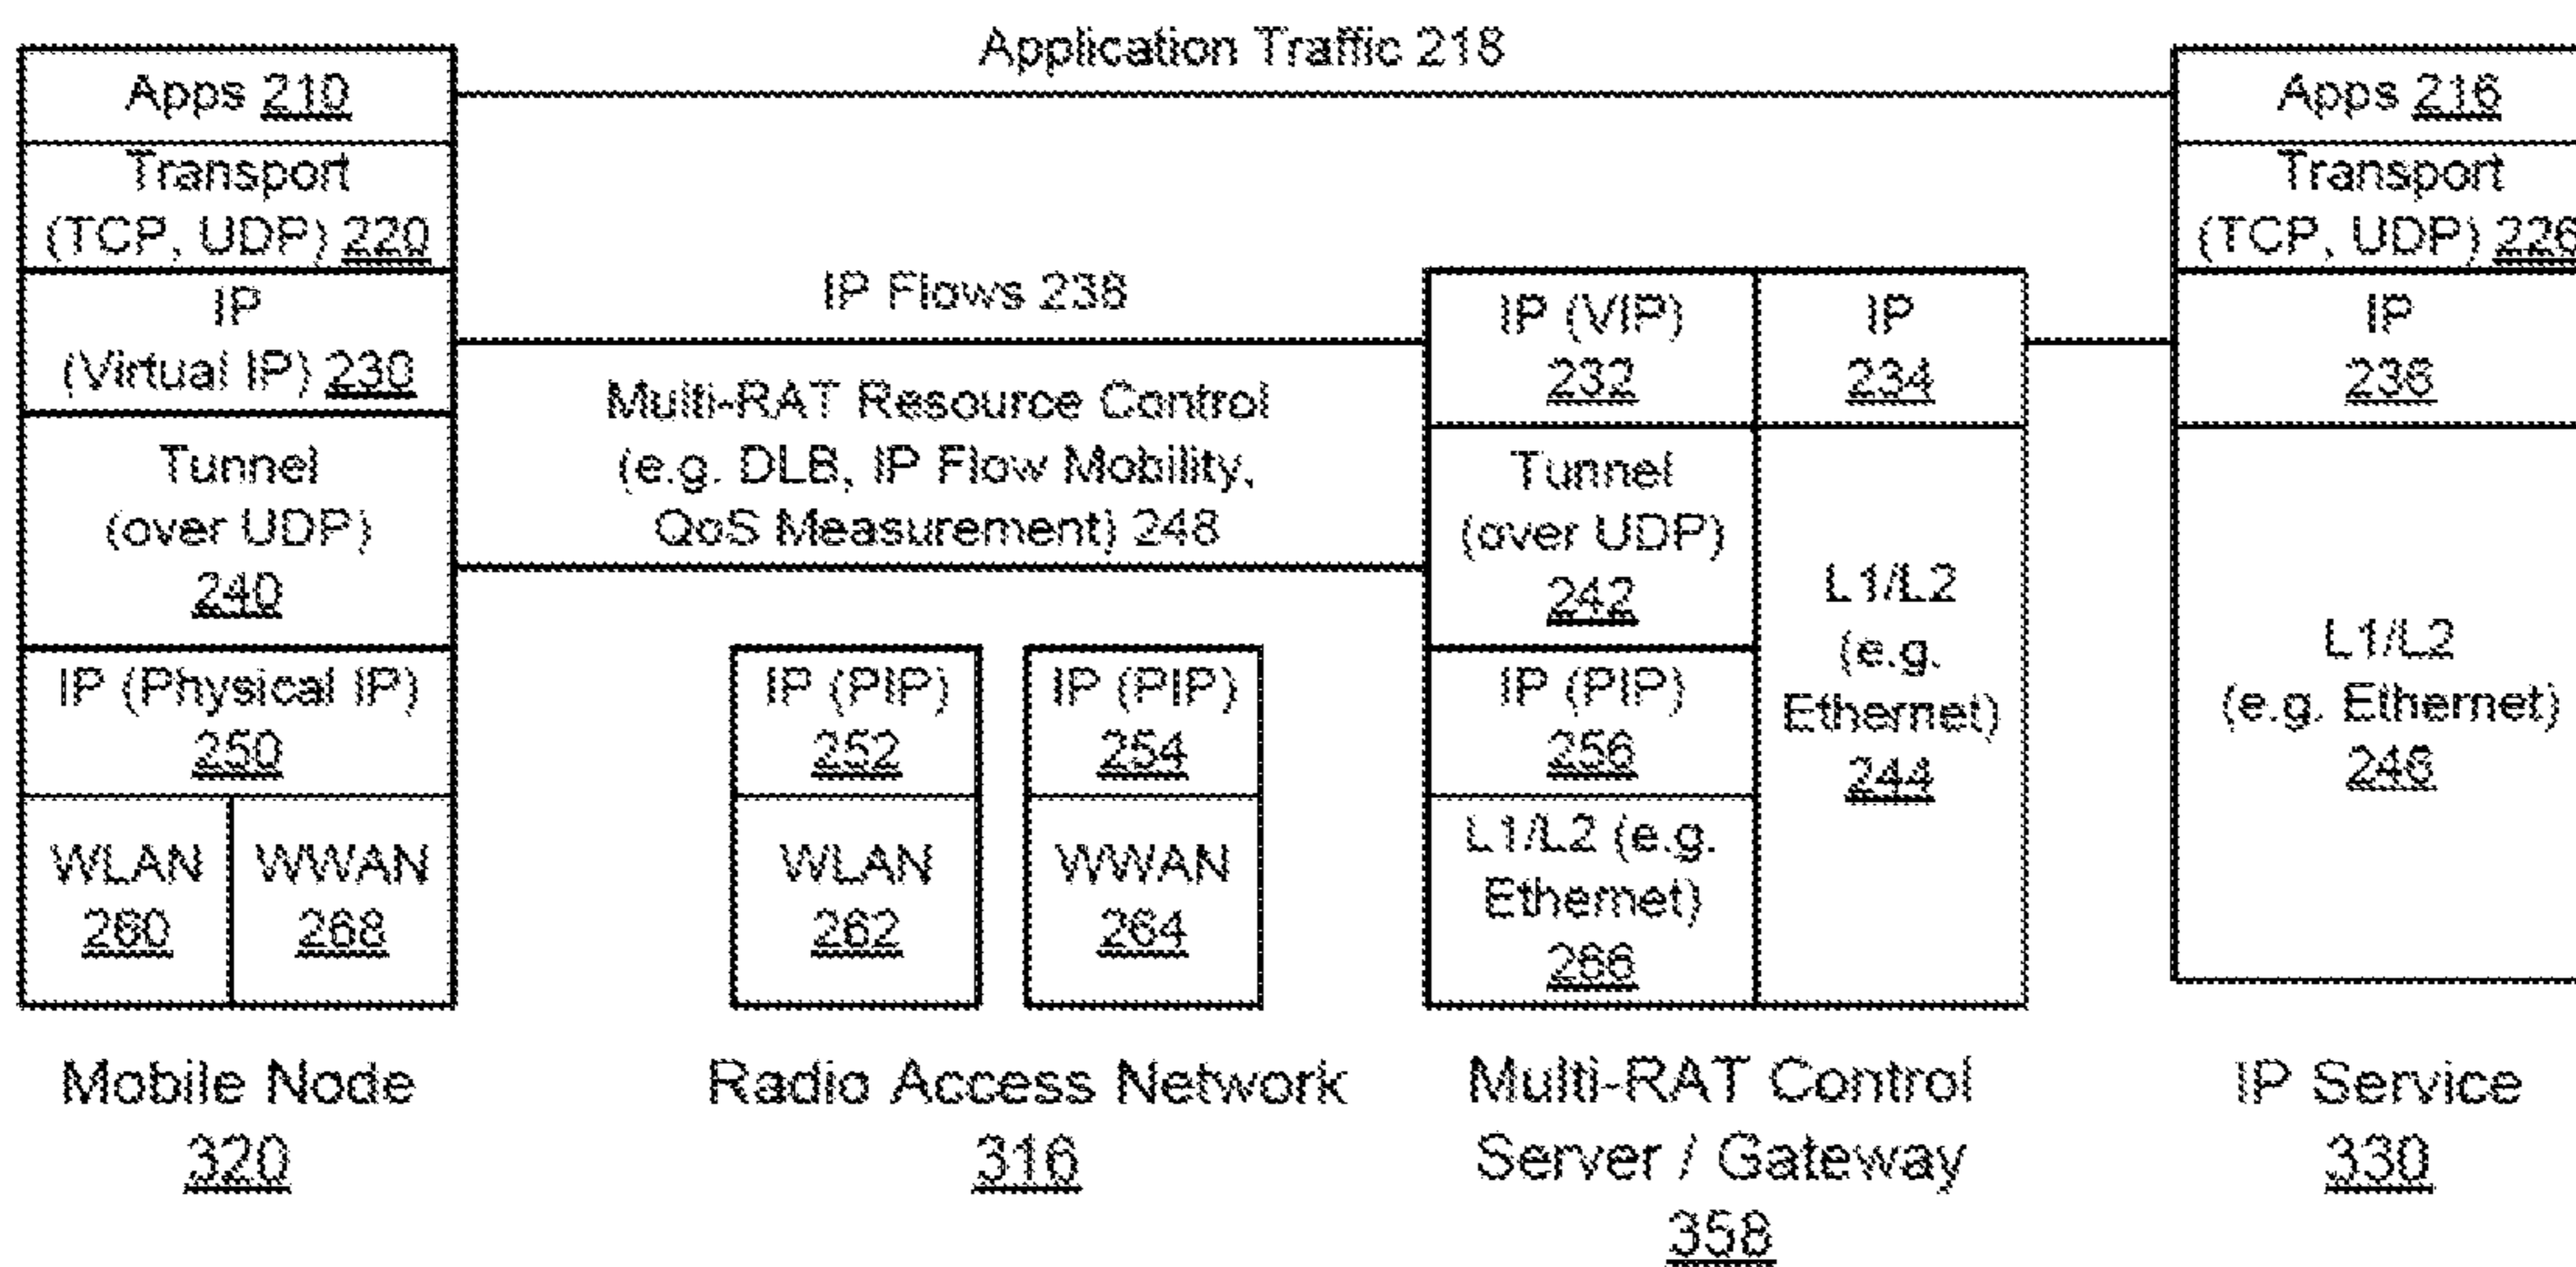 Application Traffic 218
Apps 210
Transport
(TCP, UDP) 220
IP
(Virtual IP) 230
Tunnel
(over UDP)
240
IP (Physical IP)
250
WLAN
260
WWAN
268
Mobile Node
320
IP Flows 238
Multi-RAT Resource Control
(e.g. DLB, IP Flow Mobility,
QoS Measurement) 248
IP (PIP)
252
WLAN
262
IP (PIP)
254
WWAN
264
Radio Access Network
316
IP (VIP)
232
Tunnel
(over UDP)
242
IP (PIP)
256
L1/L2 (e.g.
Ethernet)
266
IP
234
L1/L2
(e.g.
Ethernet)
244
Multi-RAT Control
Server / Gateway
358
Apps 216
Transport
(TCP, UDP) 226
IP
236
L1/L2
(e.g. Ethernet)
246
IP Service
330